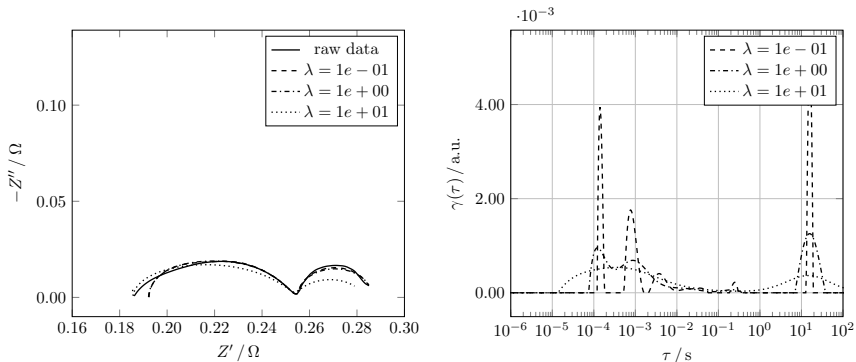 raw data
λ = 1e − 01
λ = 1e + 00
λ = 1e + 01
0.10
0.05
0.00
−Z'' / Ω
0.16 0.18 0.20 0.22 0.24 0.26 0.28 0.30
Z' / Ω
·10⁻³
λ = 1e − 01
λ = 1e + 00
λ = 1e + 01
4.00
2.00
0.00
γ(τ) / a.u.
10⁻⁶ 10⁻⁵ 10⁻⁴ 10⁻³ 10⁻² 10⁻¹ 10⁰ 10¹ 10²
τ / s